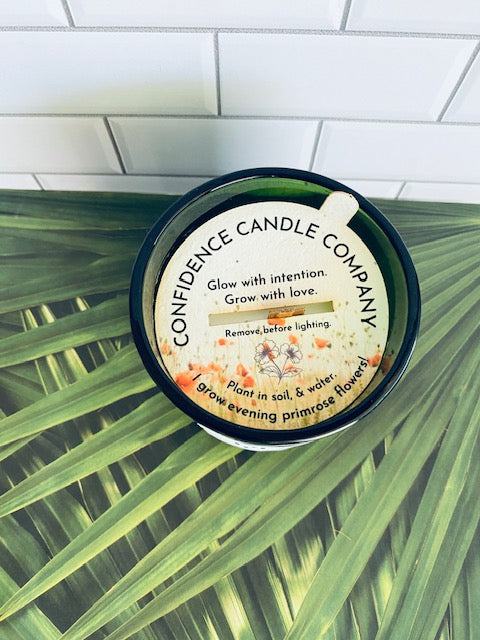 CONFIDENCE CANDLE COMPANY
Glow with intention.
Grow with love.
Remove before lighting.
Plant in soil, & water.
I grow evening primrose flowers!